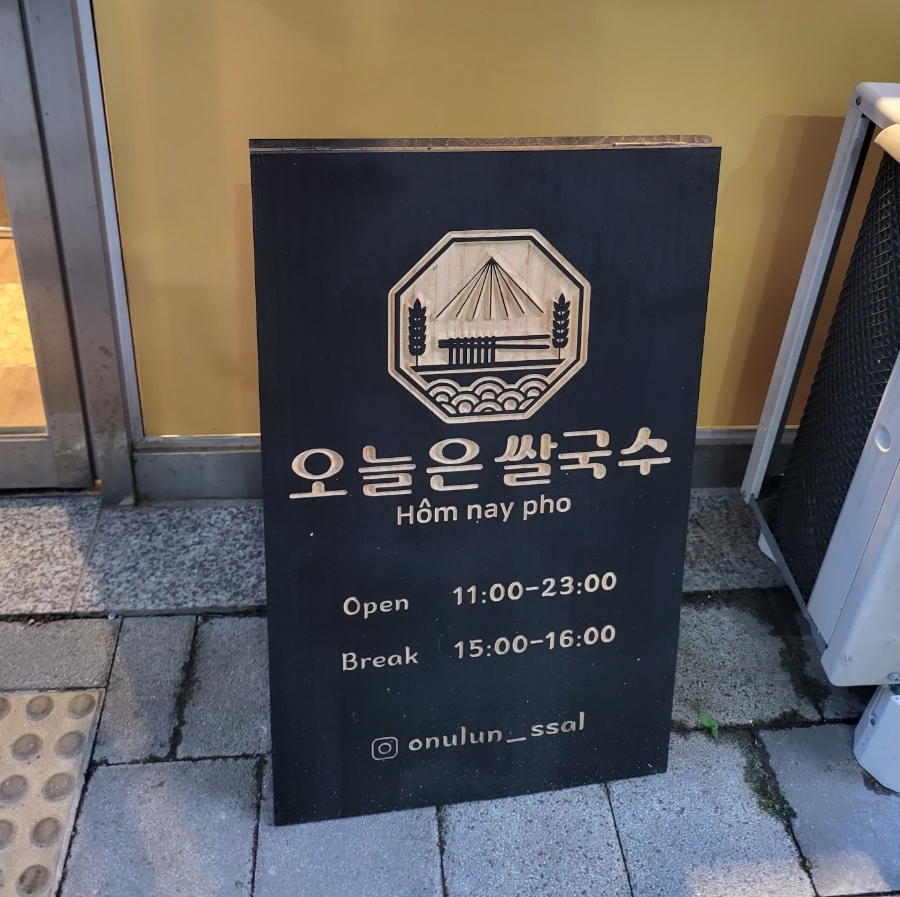 오늘은 쌀국수
Hôm nay pho
Open 11:00-23:00
Break 15:00-16:00
onulun_ssal